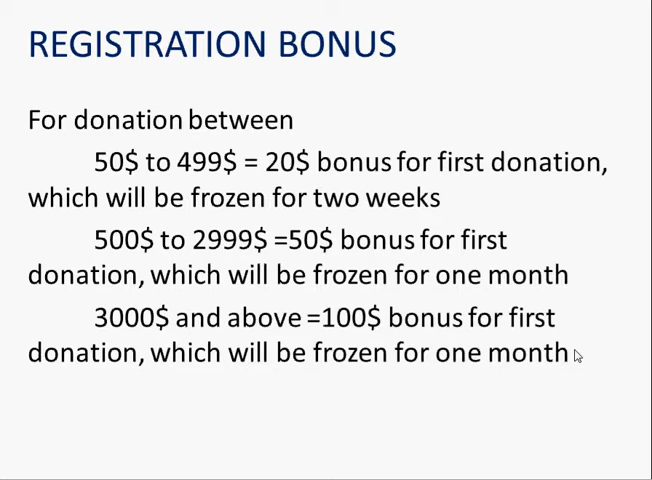 REGISTRATION BONUS
For donation between
50$ to 499$ = 20$ bonus for first donation,
which will be frozen for two weeks
500$ to 2999$ =50$ bonus for first
donation, which will be frozen for one month
3000$ and above =100$ bonus for first
donation, which will be frozen for one month